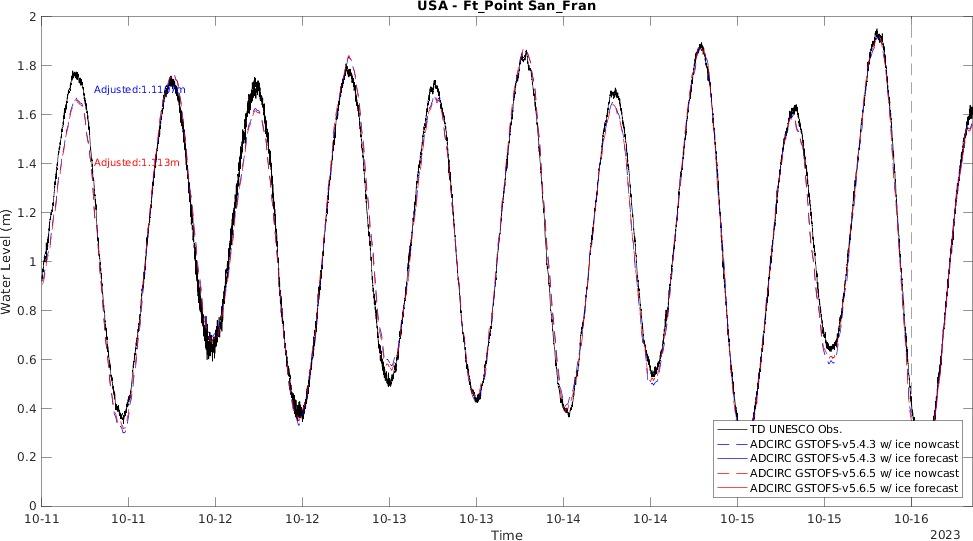 USA - Ft_Point San_Fran
2
1.8
1.6
1.4
1.2
1
0.8
0.6
0.4
0.2
0
Water Level (m)
Adjusted:1.313m
TD UNESCO Obs.
ADCIRC GSTOFS-v5.4.3 w/ ice nowcast
ADCIRC GSTOFS-v5.4.3 w/ ice forecast
ADCIRC GSTOFS-v5.6.5 w/ ice nowcast
ADCIRC GSTOFS-v5.6.5 w/ ice forecast
10-11 10-11 10-12 10-12 10-13 10-13 10-14 10-14 10-15 10-15 10-16
Time
2023